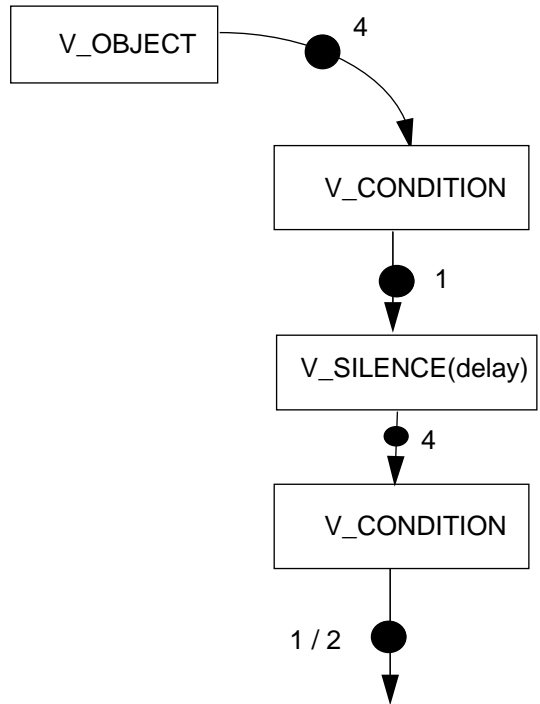 V_OBJECT
4
V_CONDITION
1
V_SILENCE(delay)
4
V_CONDITION
1 / 2